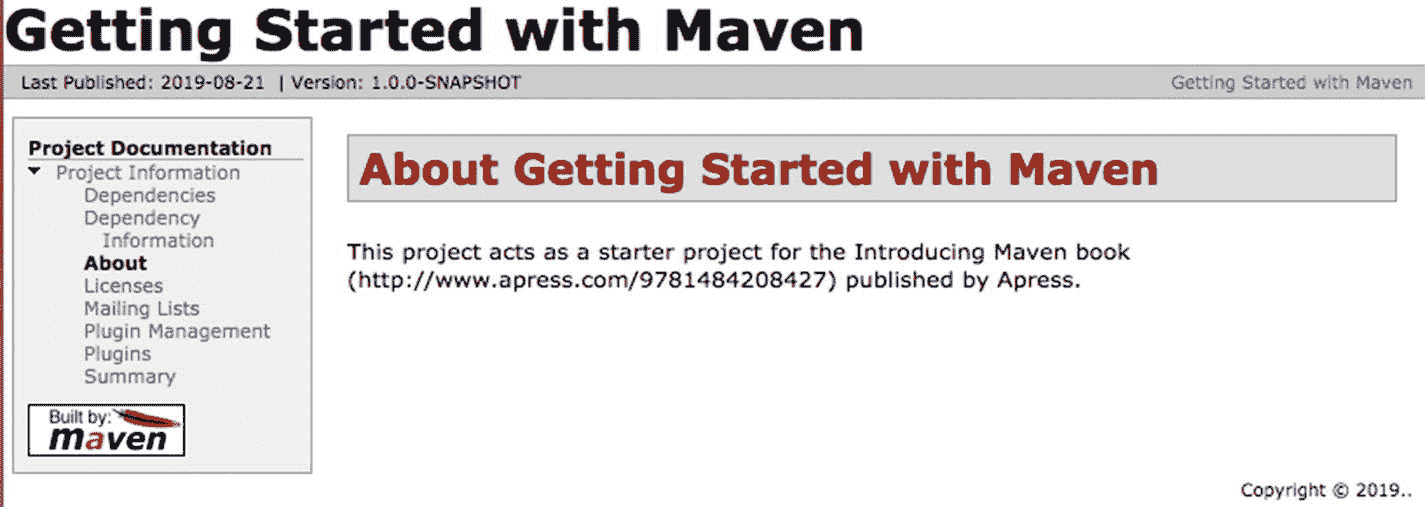 Getting Started with Maven
Last Published: 2019-08-21 | Version: 1.0.0-SNAPSHOT
Getting Started with Maven
Project Documentation
Project Information
Dependencies
Dependency
Information
About
Licenses
Mailing Lists
Plugin Management
Plugins
Summary
Built by:
maven
About Getting Started with Maven
This project acts as a starter project for the Introducing Maven book
(http://www.apress.com/9781484208427) published by Apress.
Copyright © 2019..